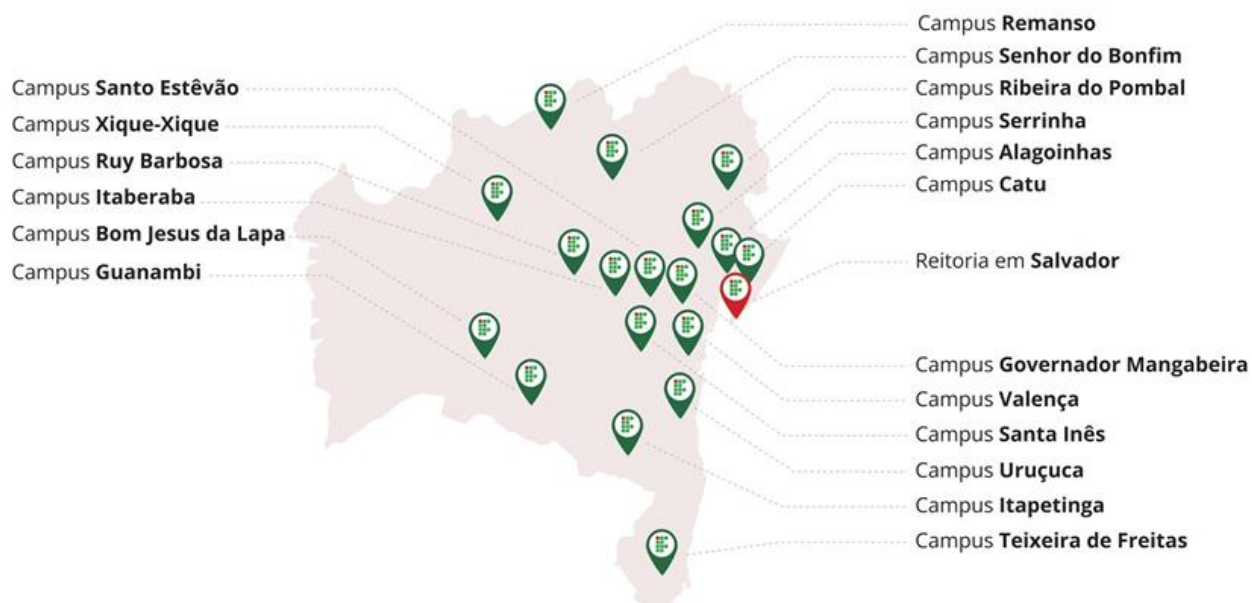 Campus Santo Estêvão
Campus Xique-Xique
Campus Ruy Barbosa
Campus Itaberaba
Campus Bom Jesus da Lapa
Campus Guanambi
Campus Remanso
Campus Senhor do Bonfim
Campus Ribeira do Pombal
Campus Serrinha
Campus Alagoinhas
Campus Catu
Reitoria em Salvador
Campus Governador Mangabeira
Campus Valença
Campus Santa Inês
Campus Uruçuca
Campus Itapetinga
Campus Teixeira de Freitas